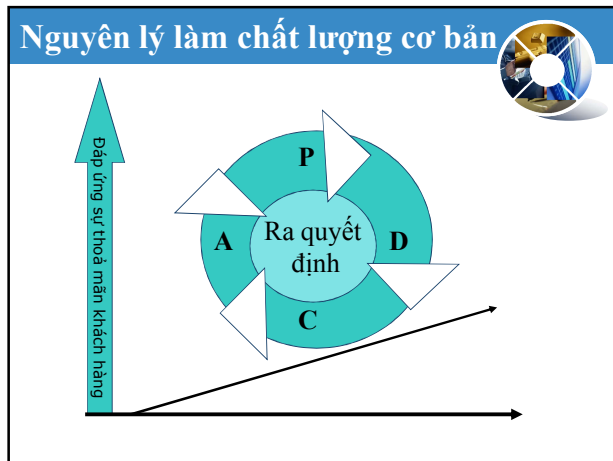 Nguyên lý làm chất lượng cơ bản
Đáp ứng sự thoả mãn khách hàng
P
A
Ra quyết
định
D
C